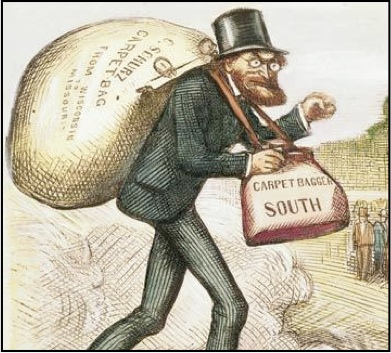 C. SCHURZ
CARPET-BAG
FROM WISCONSIN
TO
MISSOURI-
CARPET BAGGER
SOUTH